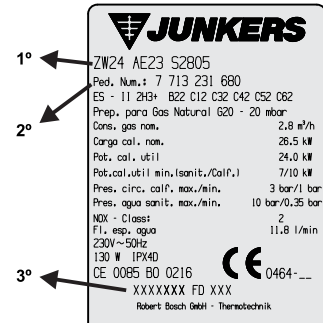 JUNKERS
1º ZW24 AE23 S2805
2º Ped. Num.: 7 713 231 680
ES - II 2H3+ B22 C12 C32 C42 C52 C62
Prep. para Gas Natural G20 - 20 mbar
Cons. gas nom. 2,8 m³/h
Carga cal. nom. 26.5 kW
Pot. cal. util 24.0 kW
Pot.cal.util min.(sanit./Calf.) 7/10 kW
Pres. circ. calf. max./min. 3 bar/1 bar
Pres. agua sanit. max./min. 10 bar/0.35 bar
NOX - Class: 2
Fl. esp. agua 11.8 l/min
230V~50Hz
130 W IPX4D
CE 0085 BO 0216 CE 0464-__
3º XXXXXXX FD XXX
Robert Bosch GmbH - Thermotechnik